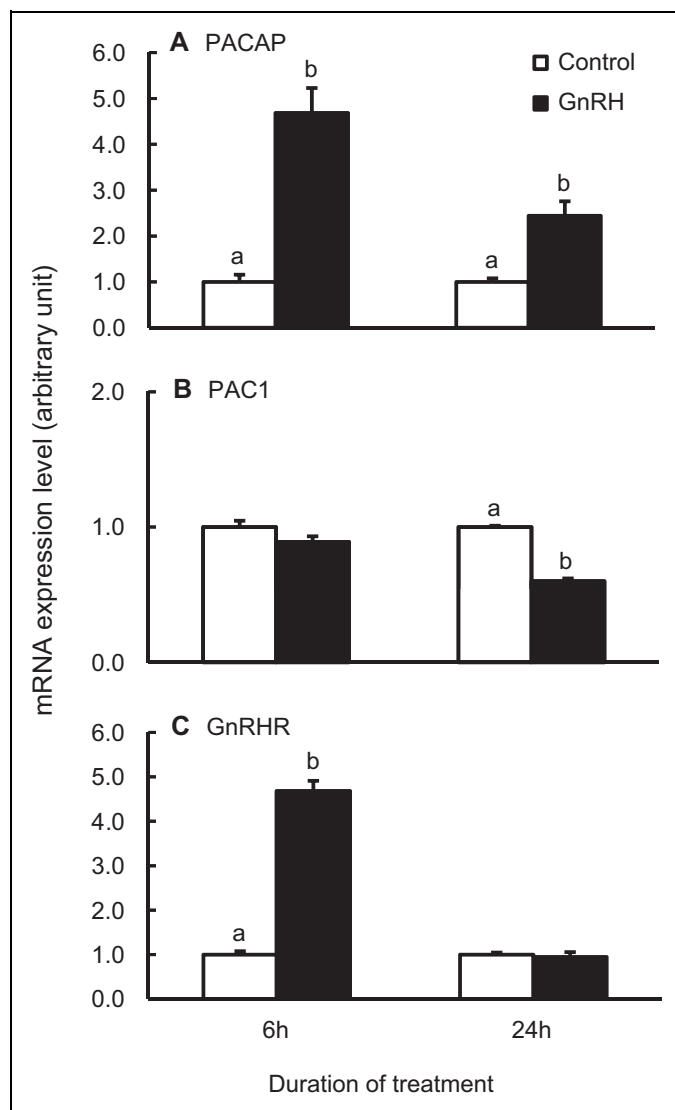 A PACAP
Control
GnRH
6.0
5.0
4.0
3.0
2.0
1.0
0.0
a
b
a
b
B PAC1
2.0
1.0
0.0
a
b
mRNA expression level (arbitrary unit)
C GnRHR
6.0
5.0
4.0
3.0
2.0
1.0
0.0
a
b
6h
24h
Duration of treatment